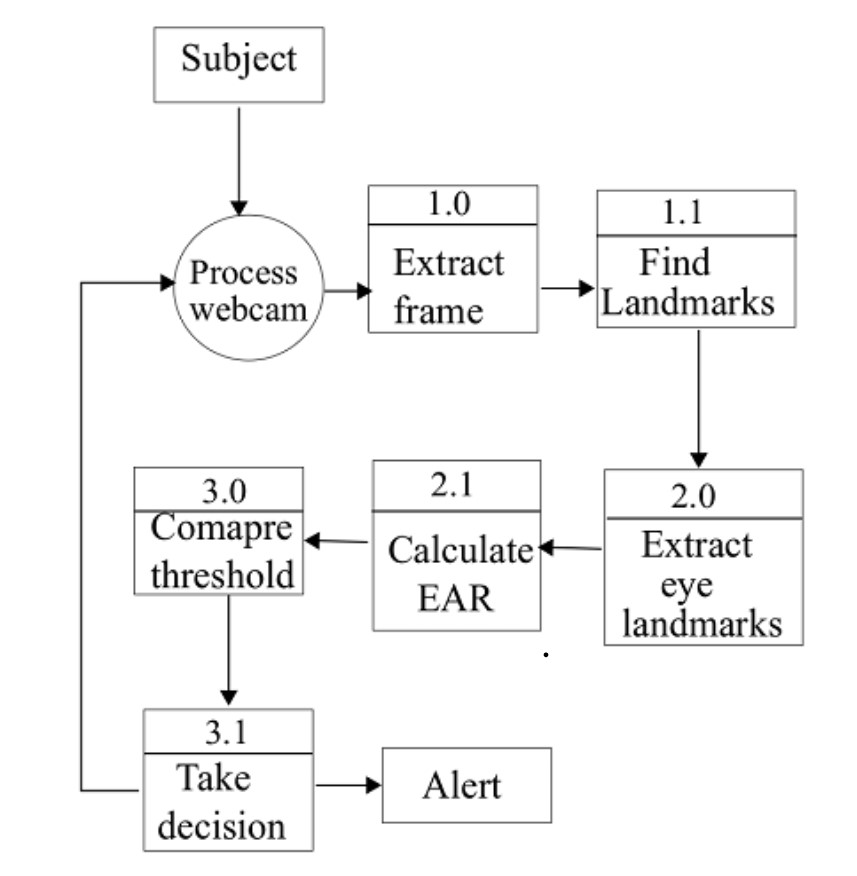 Subject
Process
webcam
1.0
Extract
frame
1.1
Find
Landmarks
2.0
Extract
eye
landmarks
2.1
Calculate
EAR
3.0
Comapre
threshold
3.1
Take
decision
Alert